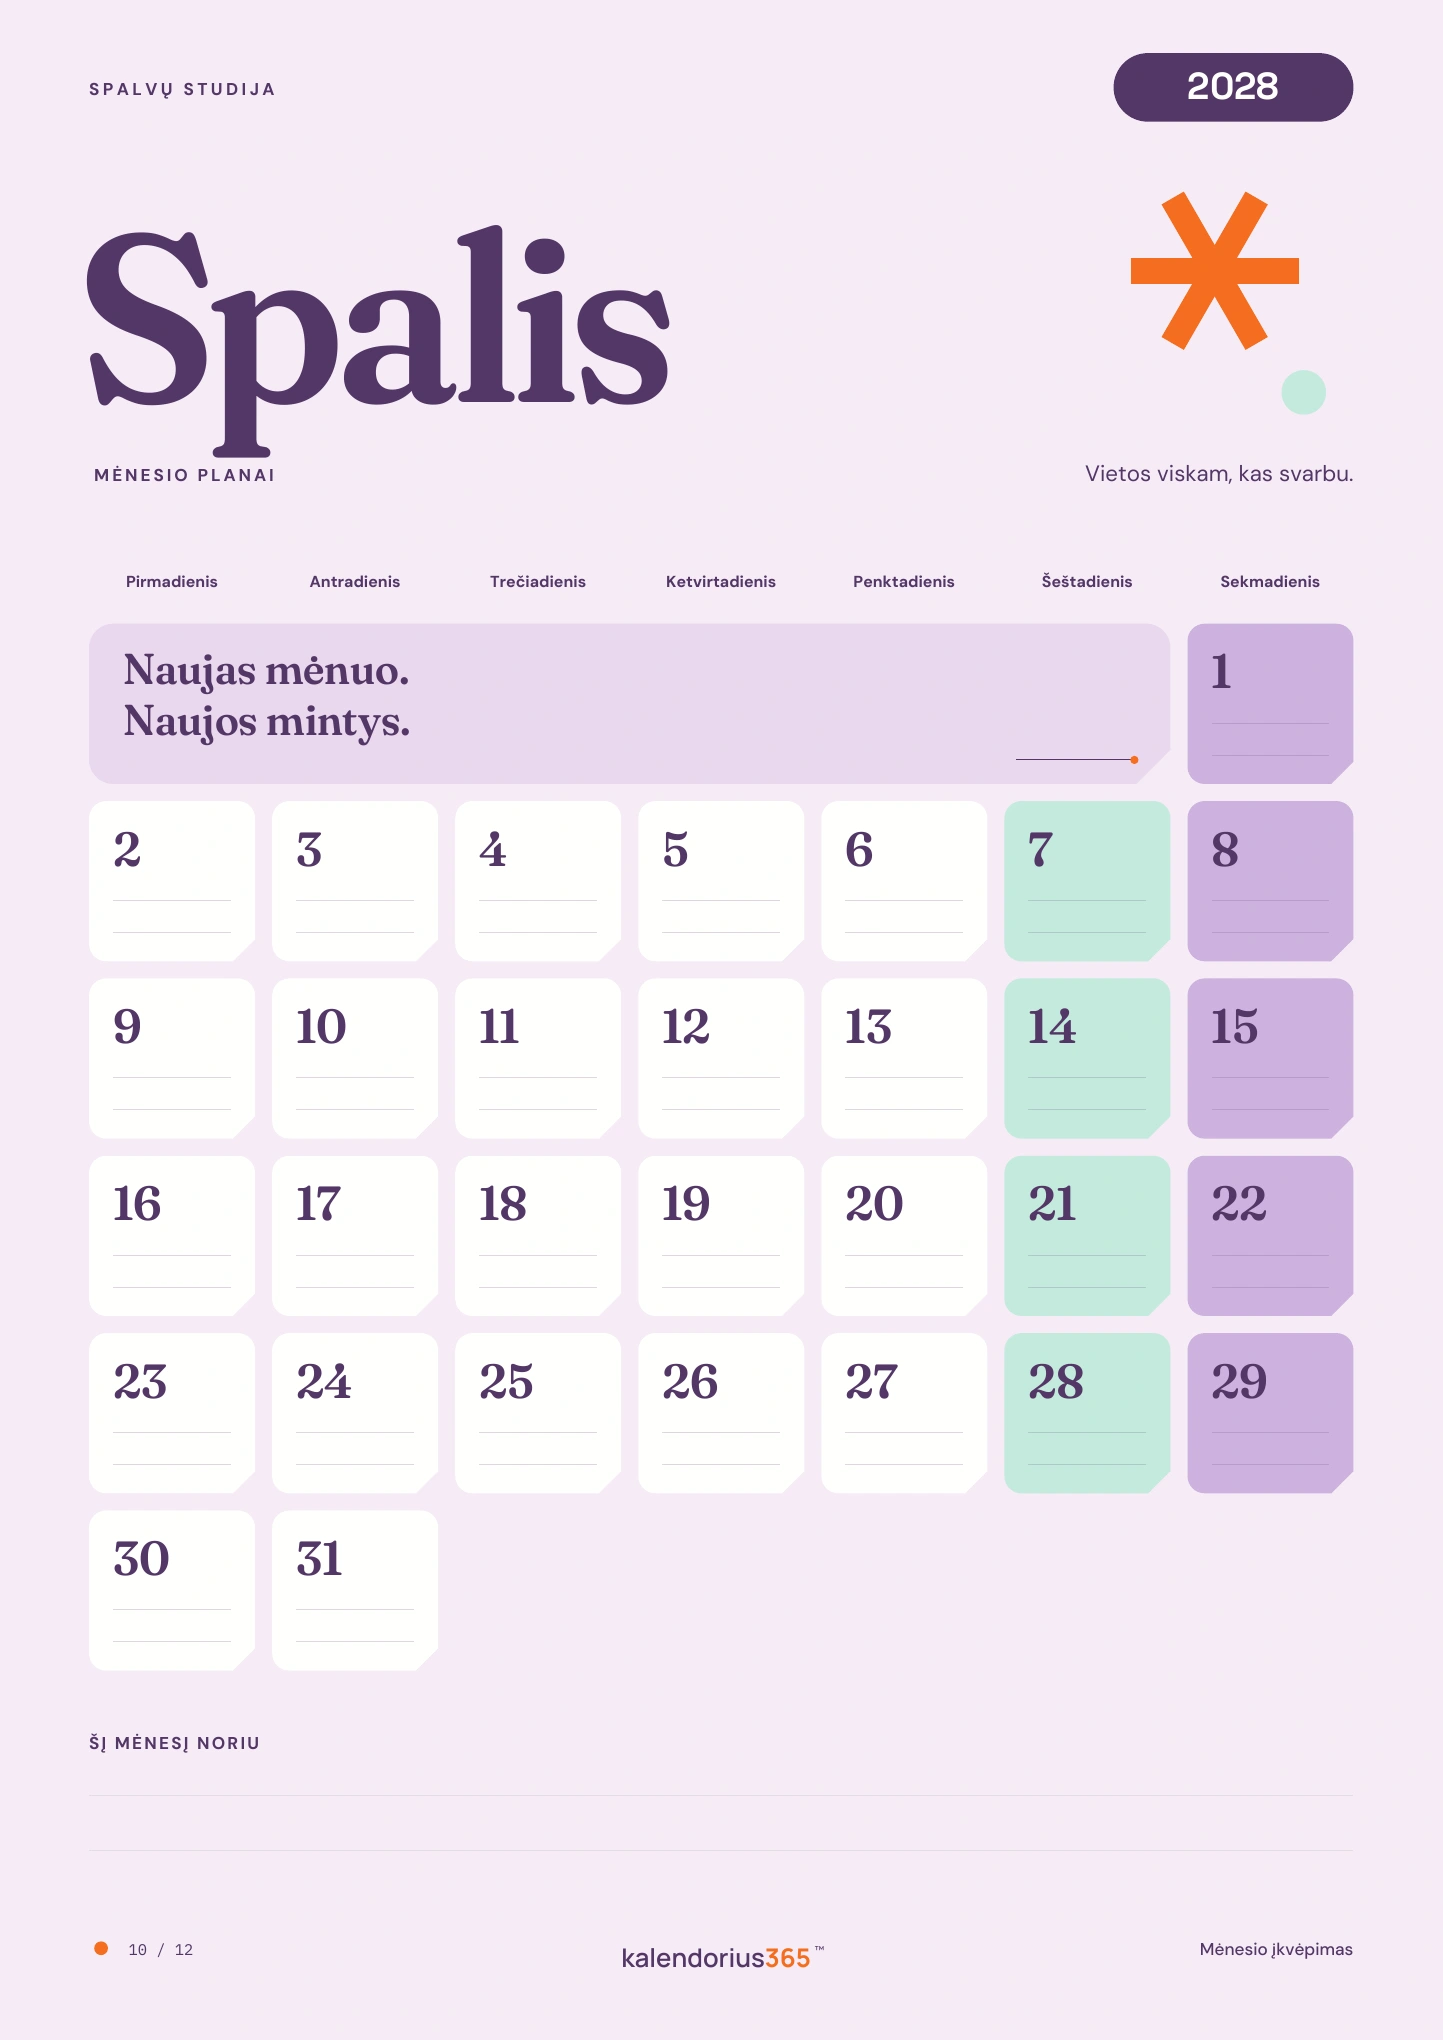 SPALVŲ STUDIJA
2028
Spalis
MĖNESIO PLANAI
Vietos viskam, kas svarbu.
Pirmadienis Antradienis Trečiadienis Ketvirtadienis Penktadienis Šeštadienis Sekmadienis
Naujas mėnuo.
Naujos mintys.
1
2 3 4 5 6 7 8
9 10 11 12 13 14 15
16 17 18 19 20 21 22
23 24 25 26 27 28 29
30 31
ŠĮ MĖNESĮ NORIU
10 / 12
kalendorius365™
Mėnesio įkvėpimas